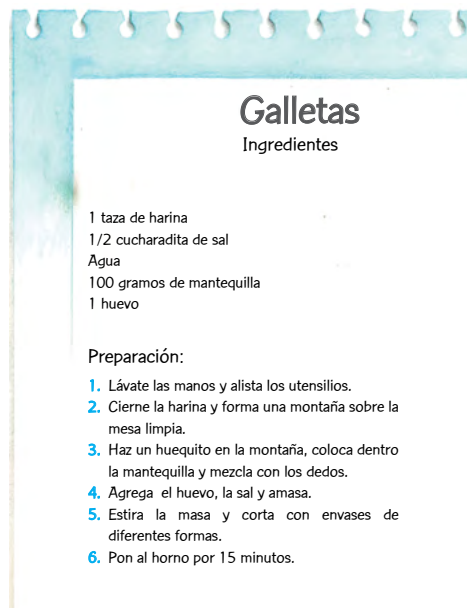 Galletas
Ingredientes
1 taza de harina
1/2 cucharadita de sal
Agua
100 gramos de mantequilla
1 huevo
Preparación:
1. Lávate las manos y alista los utensilios.
2. Cierne la harina y forma una montaña sobre la
mesa limpia.
3. Haz un huequito en la montaña, coloca dentro
la mantequilla y mezcla con los dedos.
4. Agrega el huevo, la sal y amasa.
5. Estira la masa y corta con envases de
diferentes formas.
6. Pon al horno por 15 minutos.